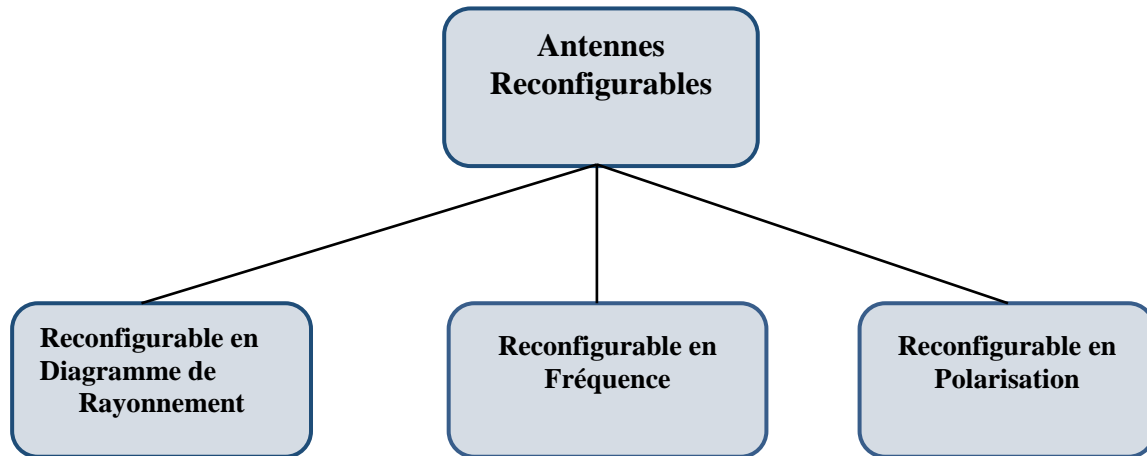 Antennes
Reconfigurables
Reconfigurable en
Diagramme de
Rayonnement
Reconfigurable en
Fréquence
Reconfigurable en
Polarisation